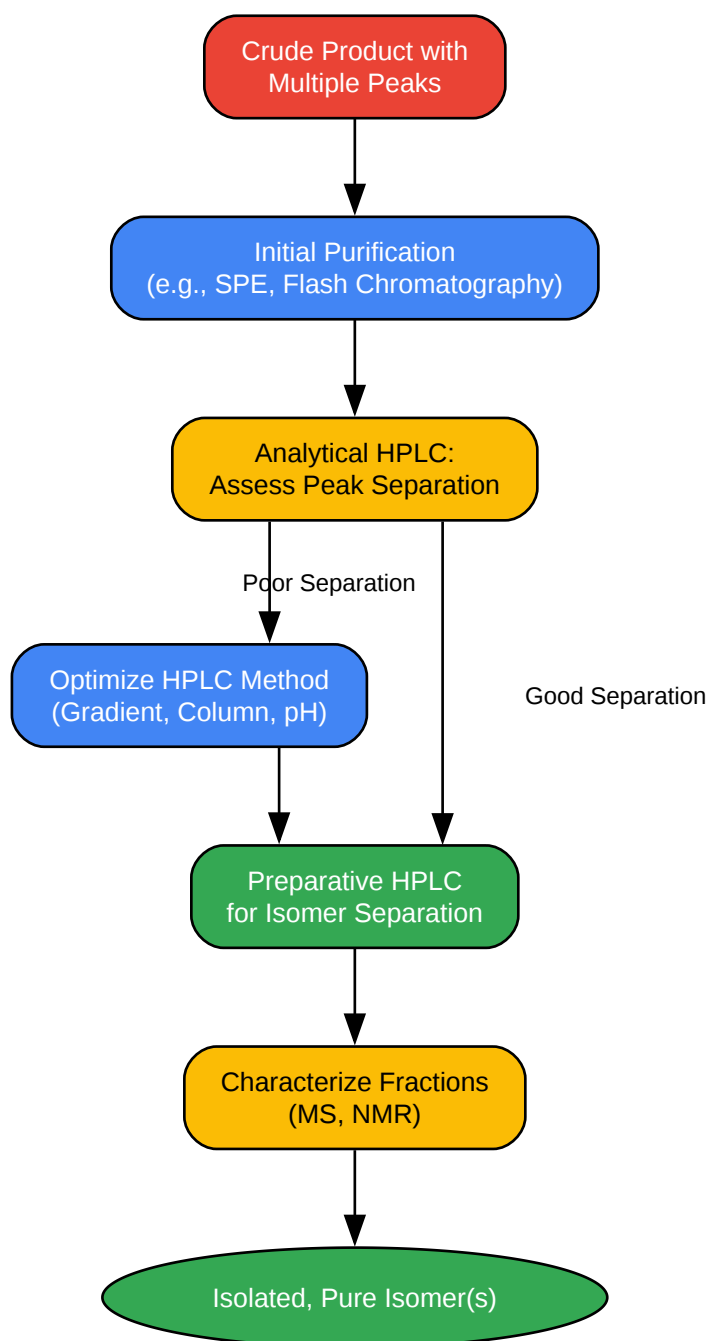 Crude Product with
Multiple Peaks
Initial Purification
(e.g., SPE, Flash Chromatography)
Analytical HPLC:
Assess Peak Separation
Poor Separation
Optimize HPLC Method
(Gradient, Column, pH)
Good Separation
Preparative HPLC
for Isomer Separation
Characterize Fractions
(MS, NMR)
Isolated, Pure Isomer(s)